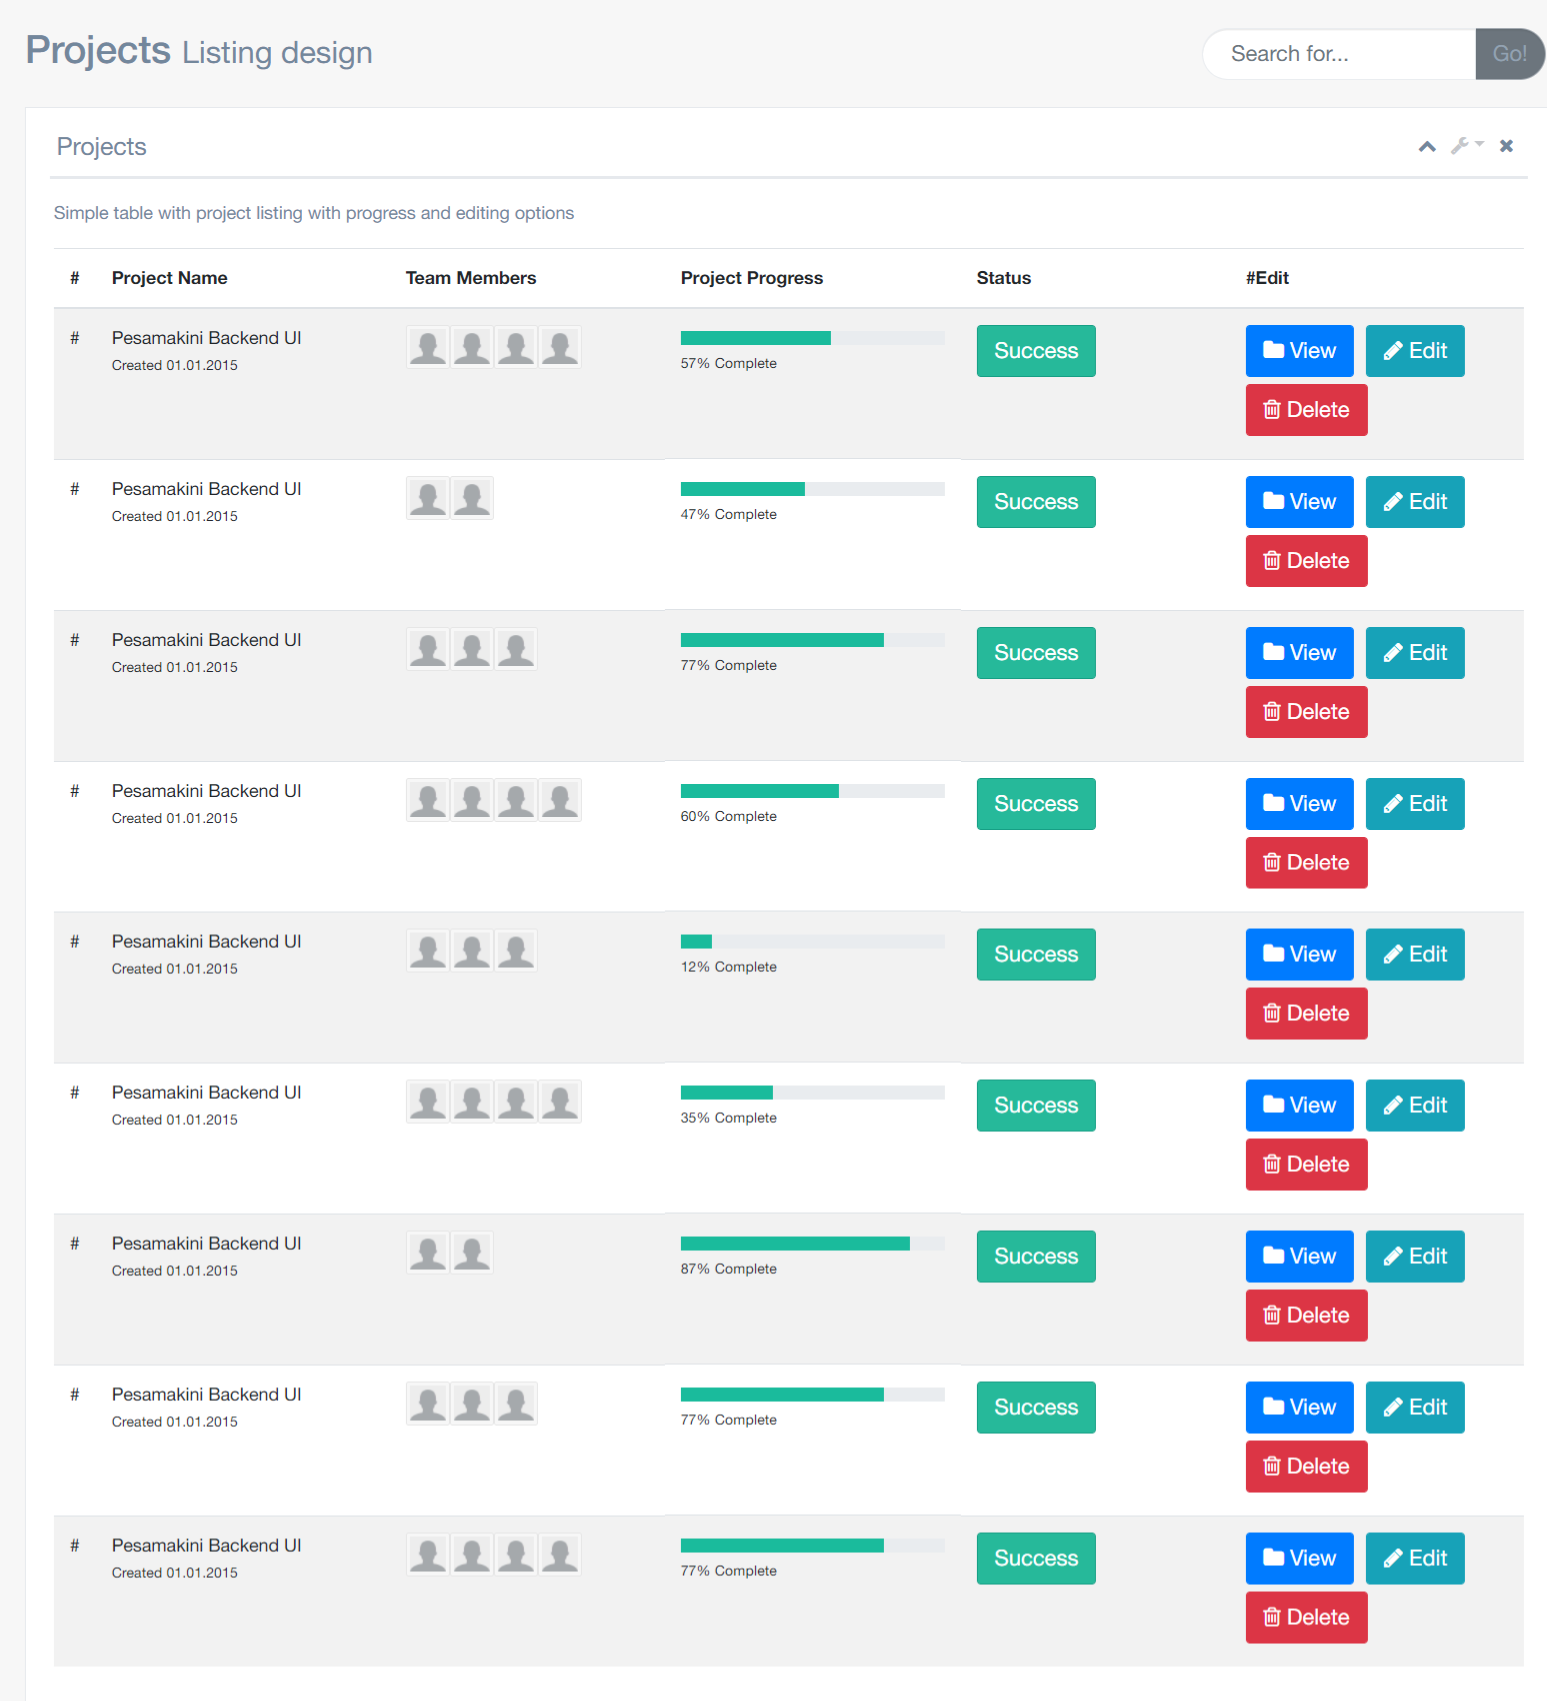 Projects Listing design
Search for... Go!
Projects
Simple table with project listing with progress and editing options
# Project Name Team Members Project Progress Status #Edit
# Pesamakini Backend UI Success View Edit
Created 01.01.2015 57% Complete
Delete
# Pesamakini Backend UI Success View Edit
Created 01.01.2015 47% Complete
Delete
# Pesamakini Backend UI Success View Edit
Created 01.01.2015 77% Complete
Delete
# Pesamakini Backend UI Success View Edit
Created 01.01.2015 60% Complete
Delete
# Pesamakini Backend UI Success View Edit
Created 01.01.2015 12% Complete
Delete
# Pesamakini Backend UI Success View Edit
Created 01.01.2015 35% Complete
Delete
# Pesamakini Backend UI Success View Edit
Created 01.01.2015 87% Complete
Delete
# Pesamakini Backend UI Success View Edit
Created 01.01.2015 77% Complete
Delete
# Pesamakini Backend UI Success View Edit
Created 01.01.2015 77% Complete
Delete